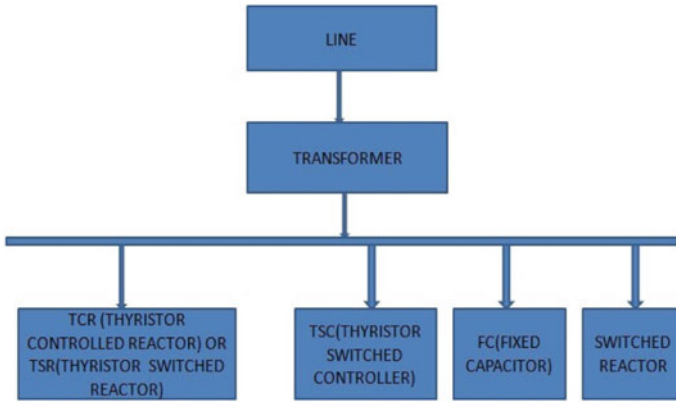 LINE
TRANSFORMER
TCR (THYRISTOR
CONTROLLED REACTOR) OR
TSR(THYRISTOR SWITCHED
REACTOR)
TSC(THYRISTOR
SWITCHED
CONTROLLER)
FC(FIXED
CAPACITOR)
SWITCHED
REACTOR